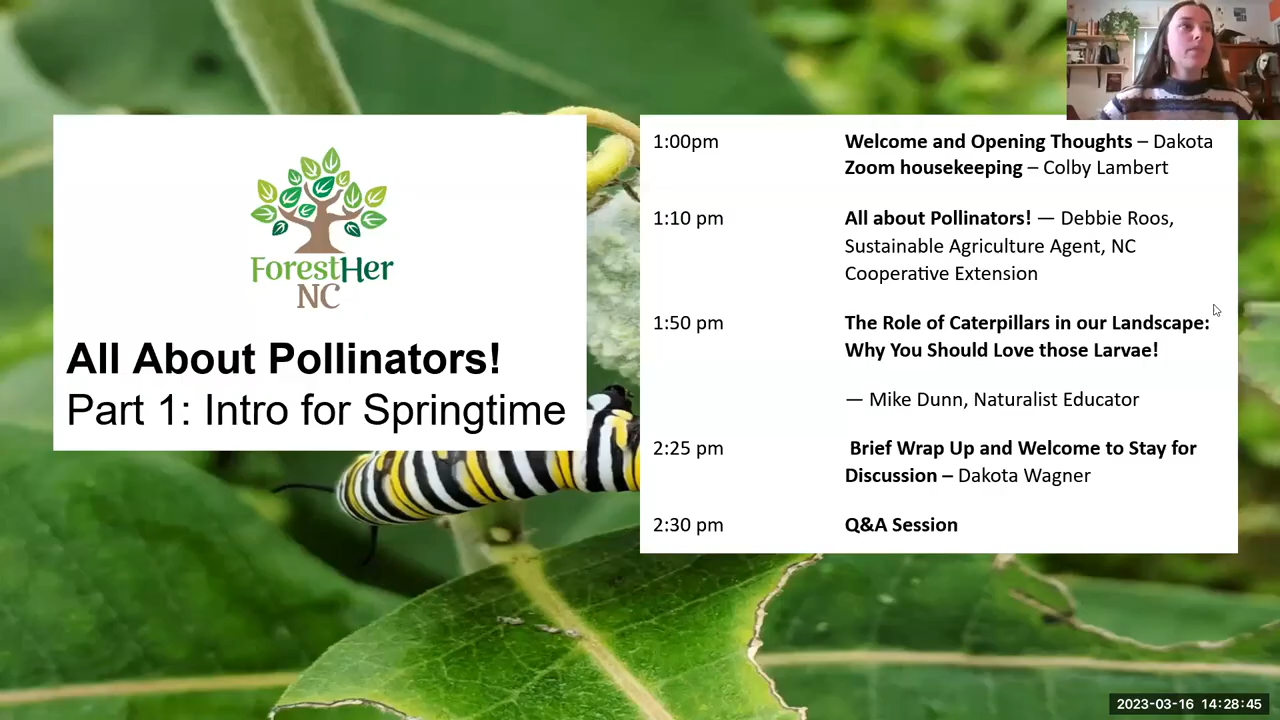 ForestHer
NC
All About Pollinators!
Part 1: Intro for Springtime
1:00pm
Welcome and Opening Thoughts – Dakota
Zoom housekeeping – Colby Lambert
1:10 pm
All about Pollinators! — Debbie Roos,
Sustainable Agriculture Agent, NC
Cooperative Extension
1:50 pm
The Role of Caterpillars in our Landscape:
Why You Should Love those Larvae!
— Mike Dunn, Naturalist Educator
2:25 pm
Brief Wrap Up and Welcome to Stay for
Discussion – Dakota Wagner
2:30 pm
Q&A Session
2023-03-16 14:28:45